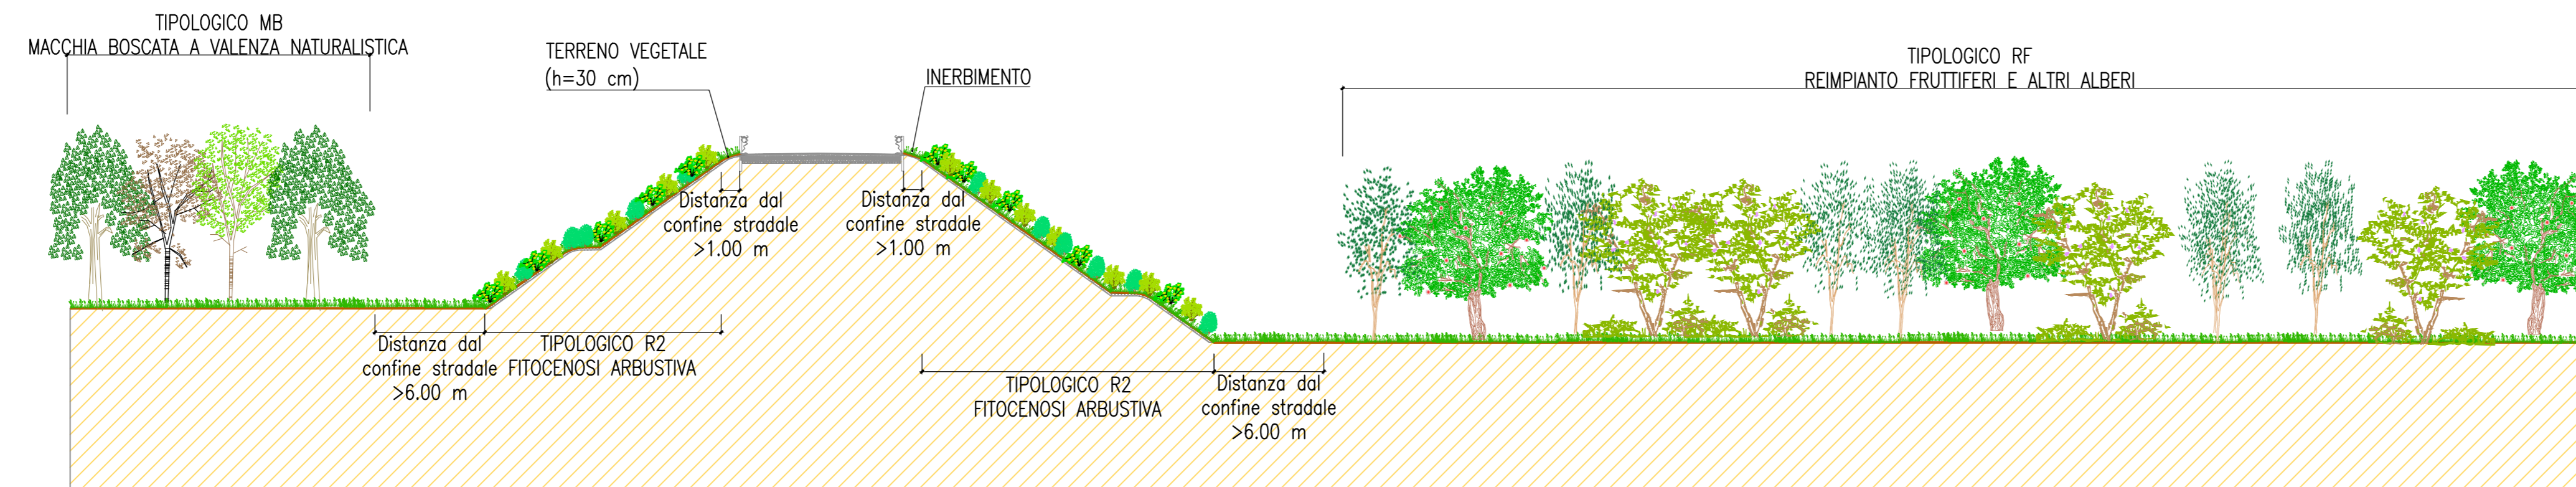 TIPOLOGICO MB
MACCHIA BOSCATA A VALENZA NATURALISTICA
TERRENO VEGETALE
(h=30 cm)
INERBIMENTO
TIPOLOGICO RF
REIMPIANTO FRUTTIFERI E ALTRI ALBERI
Distanza dal
confine stradale
>1.00 m
Distanza dal
confine stradale
>1.00 m
Distanza dal
confine stradale
>6.00 m
TIPOLOGICO R2
FITOCENOSI ARBUSTIVA
TIPOLOGICO R2
FITOCENOSI ARBUSTIVA
Distanza dal
confine stradale
>6.00 m